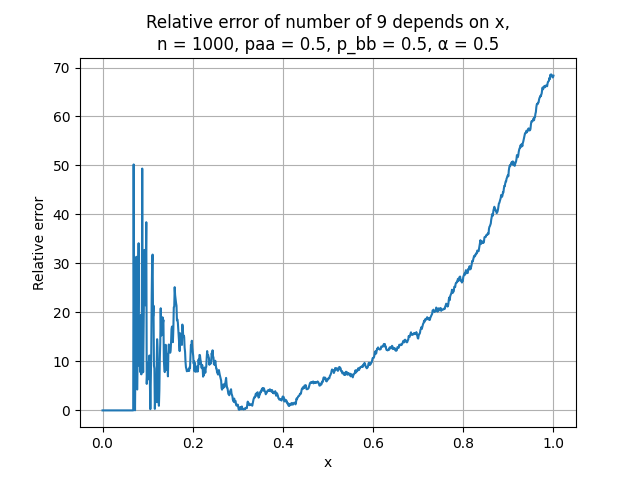 Relative error of number of 9 depends on x,
n = 1000, paa = 0.5, p_bb = 0.5, α = 0.5
70
60
50
40
30
20
10
0
Relative error
0.0 0.2 0.4 0.6 0.8 1.0
x